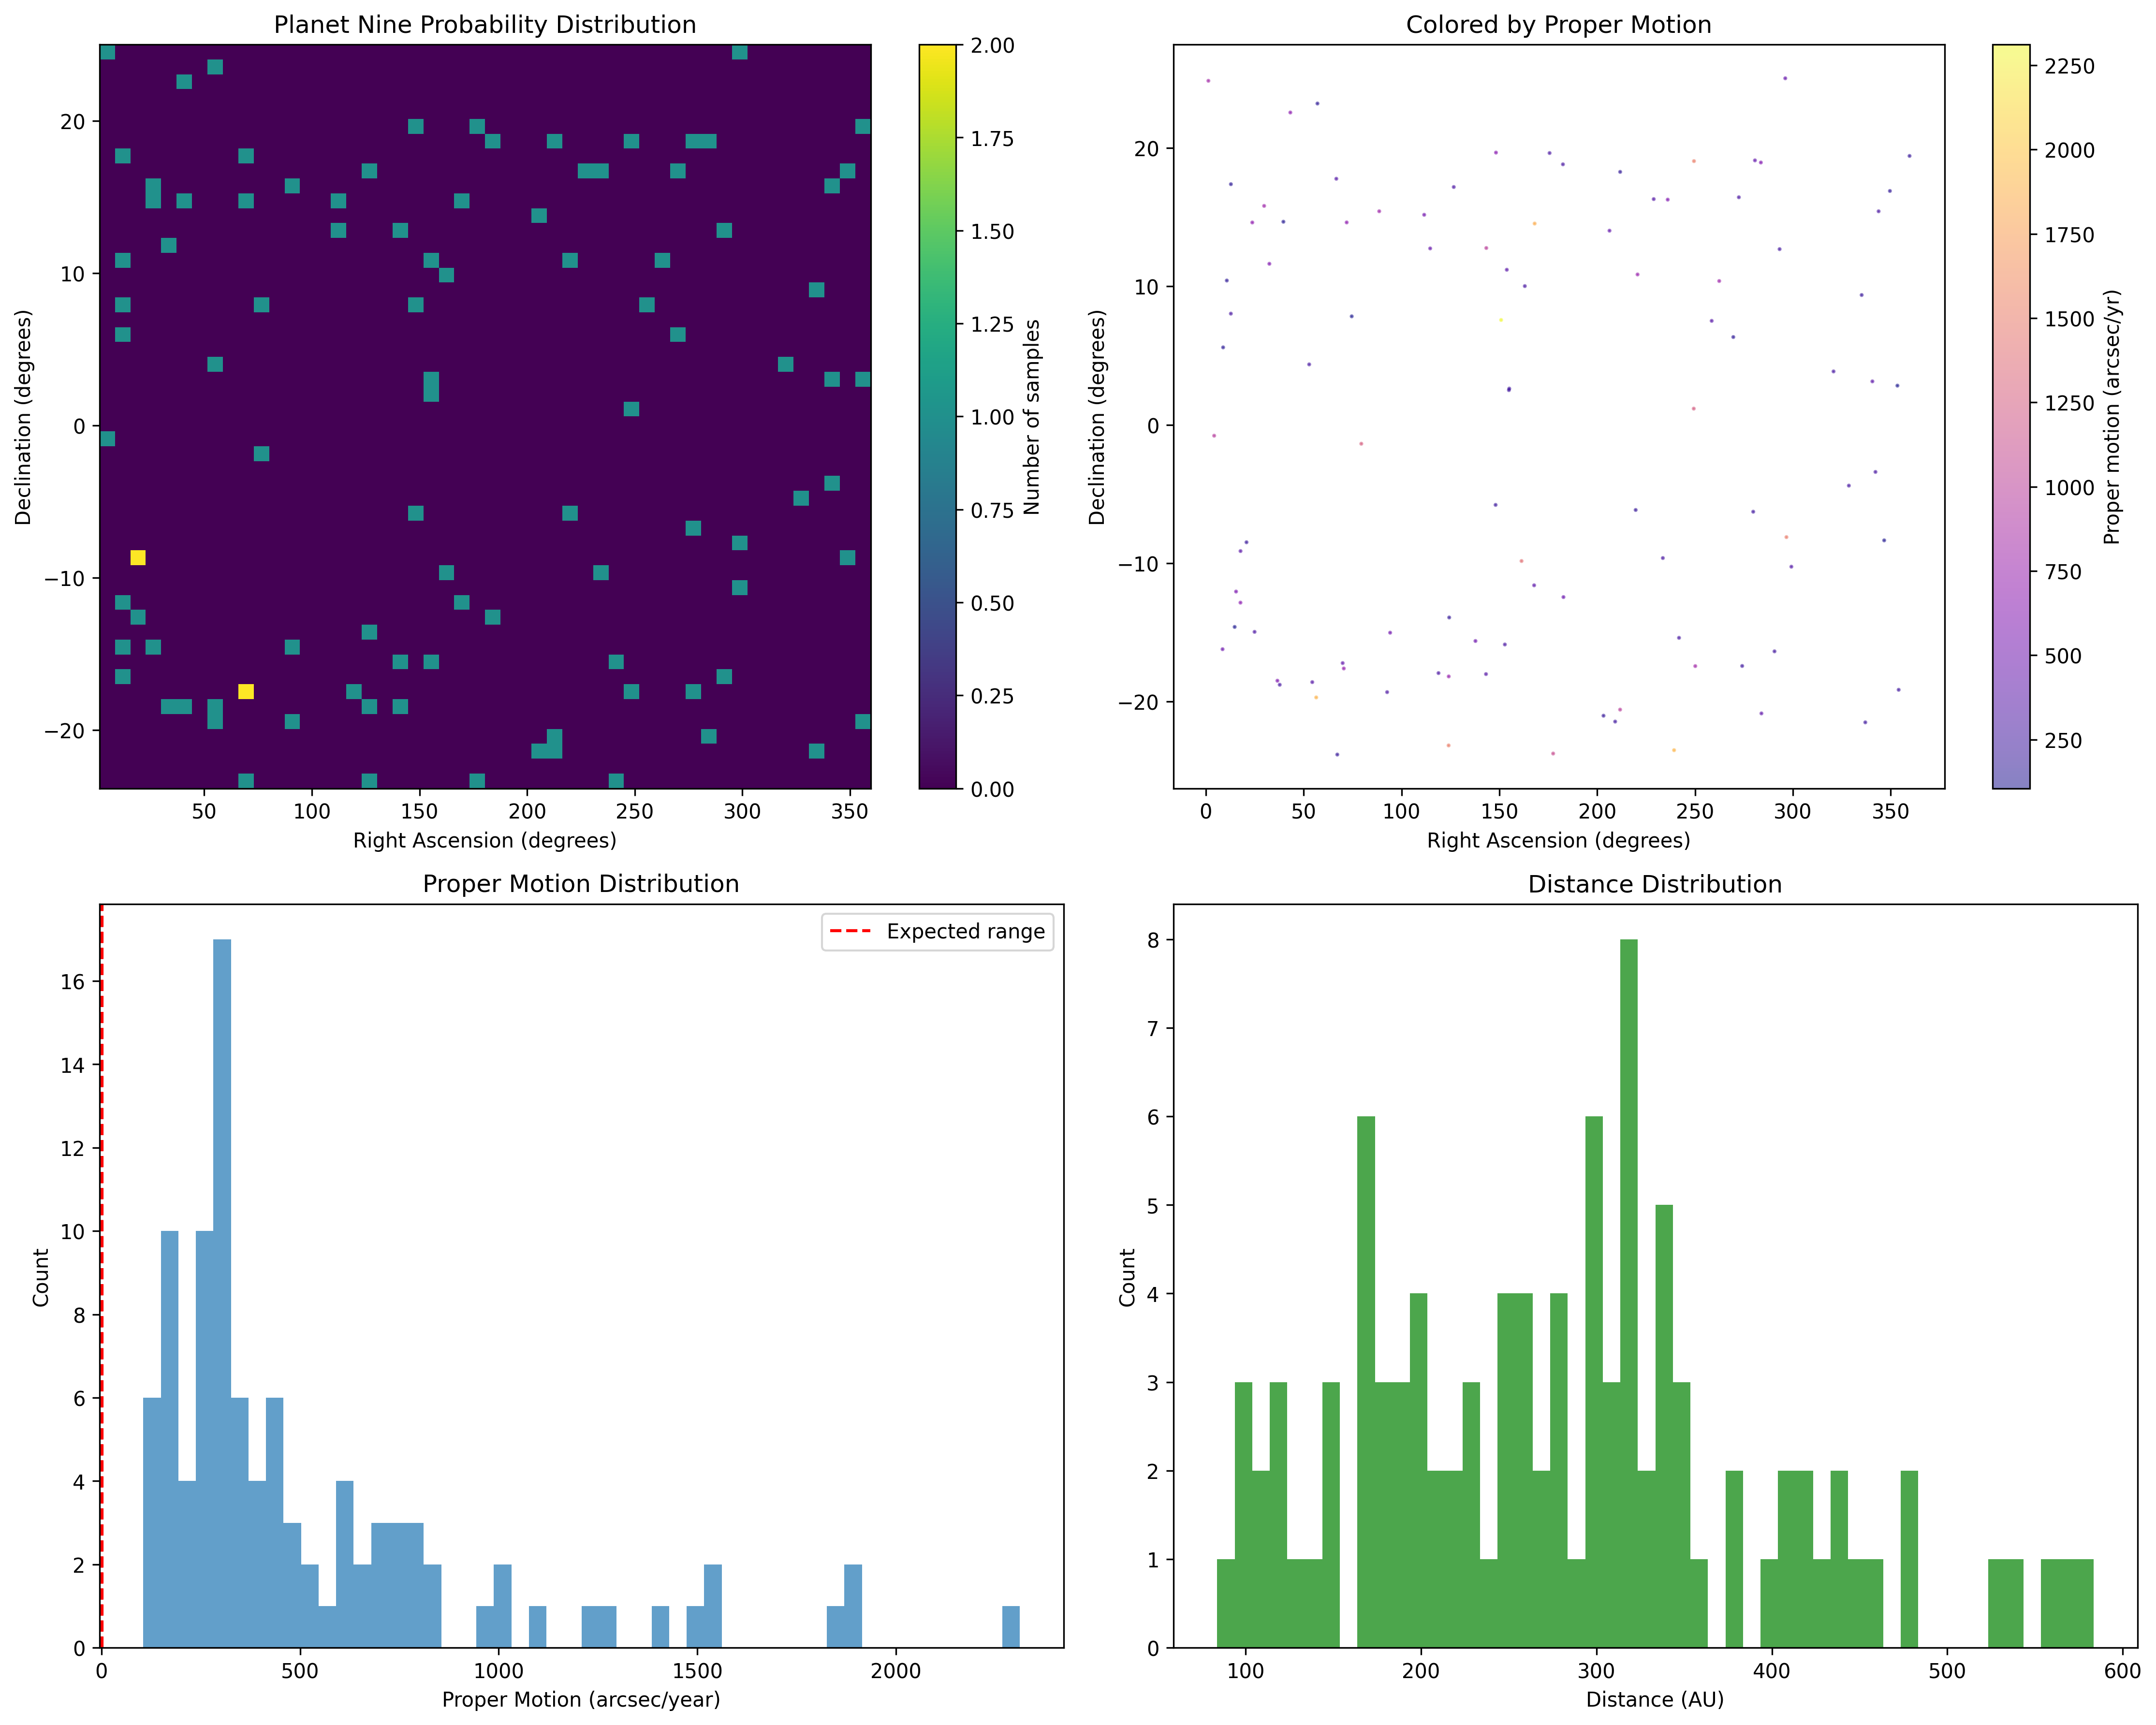 Planet Nine Probability Distribution
20
10
0
−10
−20
Declination (degrees)
50 100 150 200 250 300 350
Right Ascension (degrees)
2.00
1.75
1.50
1.25
1.00
0.75
0.50
0.25
0.00
Number of samples
Colored by Proper Motion
20
10
0
−10
−20
Declination (degrees)
0 50 100 150 200 250 300 350
Right Ascension (degrees)
2250
2000
1750
1500
1250
1000
750
500
250
Proper motion (arcsec/yr)
Proper Motion Distribution
Expected range
16
14
12
10
8
6
4
2
0
Count
0 500 1000 1500 2000
Proper Motion (arcsec/year)
Distance Distribution
8
7
6
5
4
3
2
1
0
Count
100 200 300 400 500 600
Distance (AU)